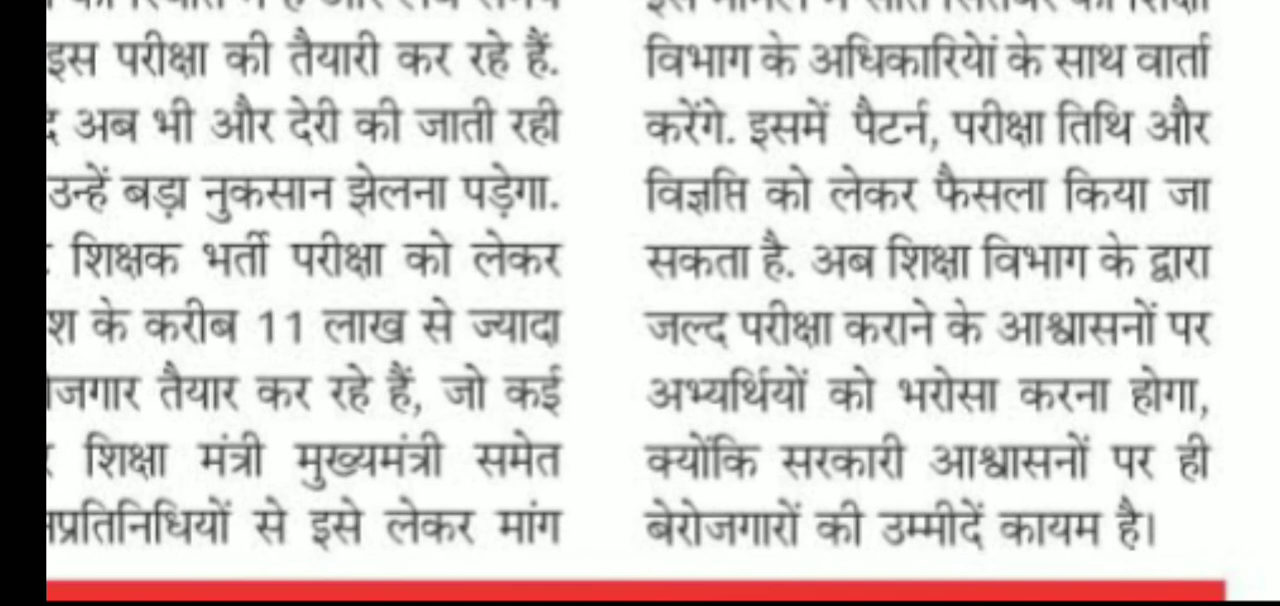 इस परीक्षा की तैयारी कर रहे हैं.
अब भी और देरी की जाती रही
उन्हें बड़ा नुकसान झेलना पड़ेगा.
शिक्षक भर्ती परीक्षा को लेकर
के करीब 11 लाख से ज्यादा
तैयार कर रहे हैं, जो कई
शिक्षा मंत्री मुख्यमंत्री समेत
से इसे लेकर मांग
विभाग के अधिकारियों के साथ वार्ता
करेंगे. इसमें पैटर्न, परीक्षा तिथि और
विज्ञप्ति को लेकर फैसला किया जा
सकता है. अब शिक्षा विभाग के द्वारा
जल्द परीक्षा कराने के आश्वासनों पर
अभ्यर्थियों को भरोसा करना होगा,
क्योंकि सरकारी आश्वासनों पर ही
बेरोजगारों की उम्मीदें कायम है।